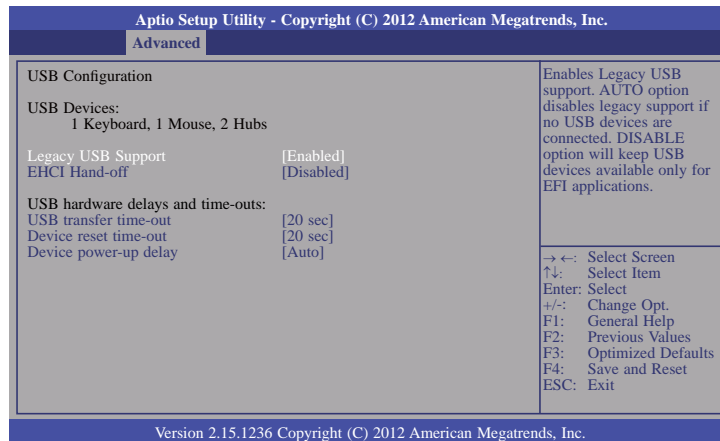 Aptio Setup Utility - Copyright (C) 2012 American Megatrends, Inc.
Advanced
USB Configuration
USB Devices:
1 Keyboard, 1 Mouse, 2 Hubs
Legacy USB Support [Enabled]
EHCI Hand-off [Disabled]
USB hardware delays and time-outs:
USB transfer time-out [20 sec]
Device reset time-out [20 sec]
Device power-up delay [Auto]
Enables Legacy USB
support. AUTO option
disables legacy support if
no USB devices are
connected. DISABLE
option will keep USB
devices available only for
EFI applications.
→ ←: Select Screen
↑↓: Select Item
Enter: Select
+/-: Change Opt.
F1: General Help
F2: Previous Values
F3: Optimized Defaults
F4: Save and Reset
ESC: Exit
Version 2.15.1236 Copyright (C) 2012 American Megatrends, Inc.